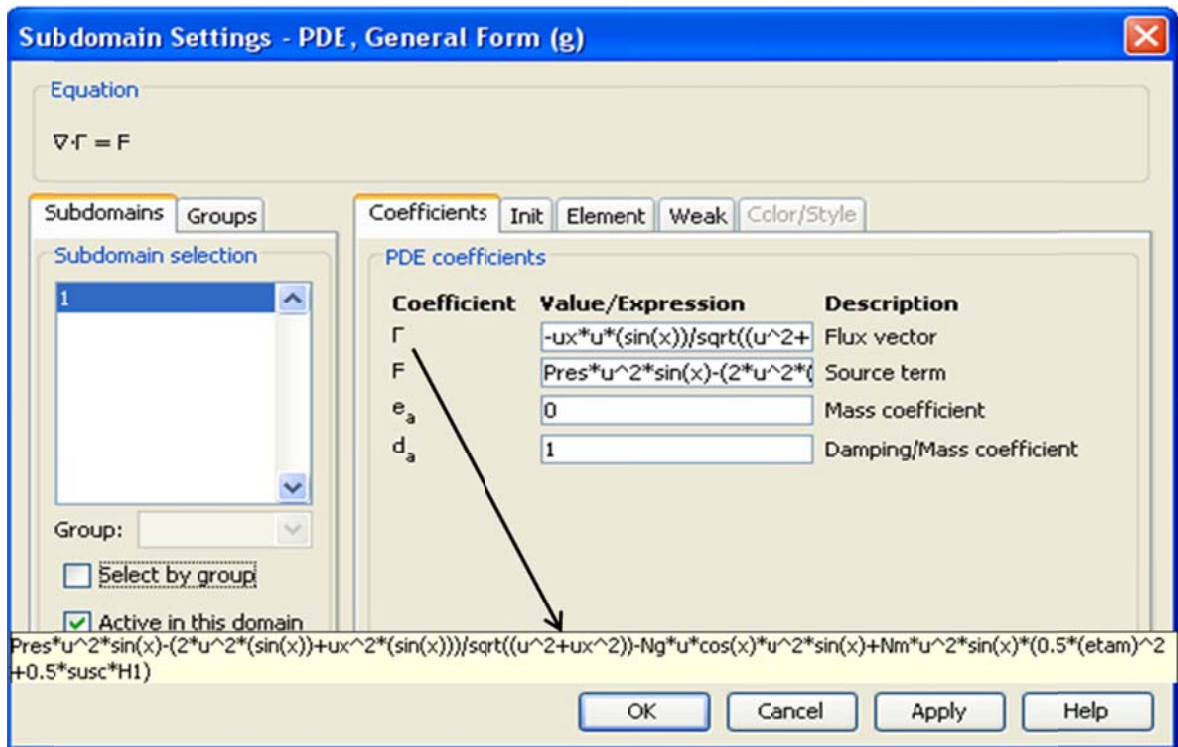 Subdomain Settings - PDE, General Form (g)
Equation
∇·Γ = F
Subdomains Groups
Coefficients Init Element Weak Color/Style
Subdomain selection
PDE coefficients
1
Coefficient Value/Expression Description
Γ -ux*u*(sin(x))/sqrt((u^2+ Flux vector
F Pres*u^2*sin(x)-(2*u^2*( Source term
e_a 0 Mass coefficient
d_a 1 Damping/Mass coefficient
Group:
Select by group
Active in this domain
Pres*u^2*sin(x)-(2*u^2*(sin(x))+ux^2*(sin(x)))/sqrt((u^2+ux^2))-Ng*u*cos(x)*u^2*sin(x)+Nm*u^2*sin(x)*(0.5*(etam)^2
+0.5*susc*H1)
OK Cancel Apply Help